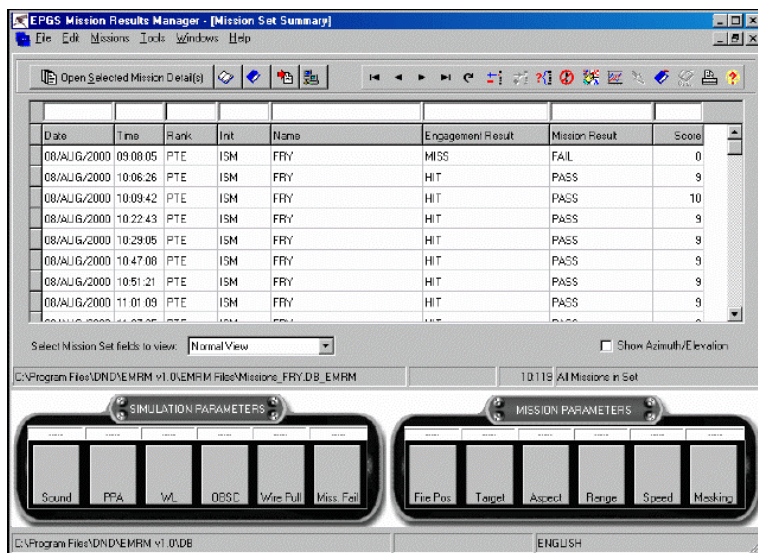 EPGS Mission Results Manager - [Mission Set Summary]
File Edit Missions Tools Windows Help
Open Selected Mission Detail(s)
Date Time Rank Init Name Engagement Result Mission Result Score
08/AUG/2000 09:08:05 PTE ISM FRY MISS FAIL 0
08/AUG/2000 10:06:26 PTE ISM FRY HIT PASS 9
08/AUG/2000 10:09:42 PTE ISM FRY HIT PASS 10
08/AUG/2000 10:22:43 PTE ISM FRY HIT PASS 9
08/AUG/2000 10:29:05 PTE ISM FRY HIT PASS 9
08/AUG/2000 10:47:08 PTE ISM FRY HIT PASS 9
08/AUG/2000 10:51:21 PTE ISM FRY HIT PASS 9
08/AUG/2000 11:01:09 PTE ISM FRY HIT PASS 9
Select Mission Set fields to view: Normal View Show Azimuth/Elevation
C:\Program Files\DND\EMRM v1.0\EMRM Files\Missions_FRY.DB_EMRM 10:119 All Missions in Set
SIMULATION PARAMETERS MISSION PARAMETERS
Sound PPA WL OBSC Wire Pull Miss. Fail Fire Pos Target Aspect Range Speed Masking
C:\Program Files\DND\EMRM v1.0\DB ENGLISH